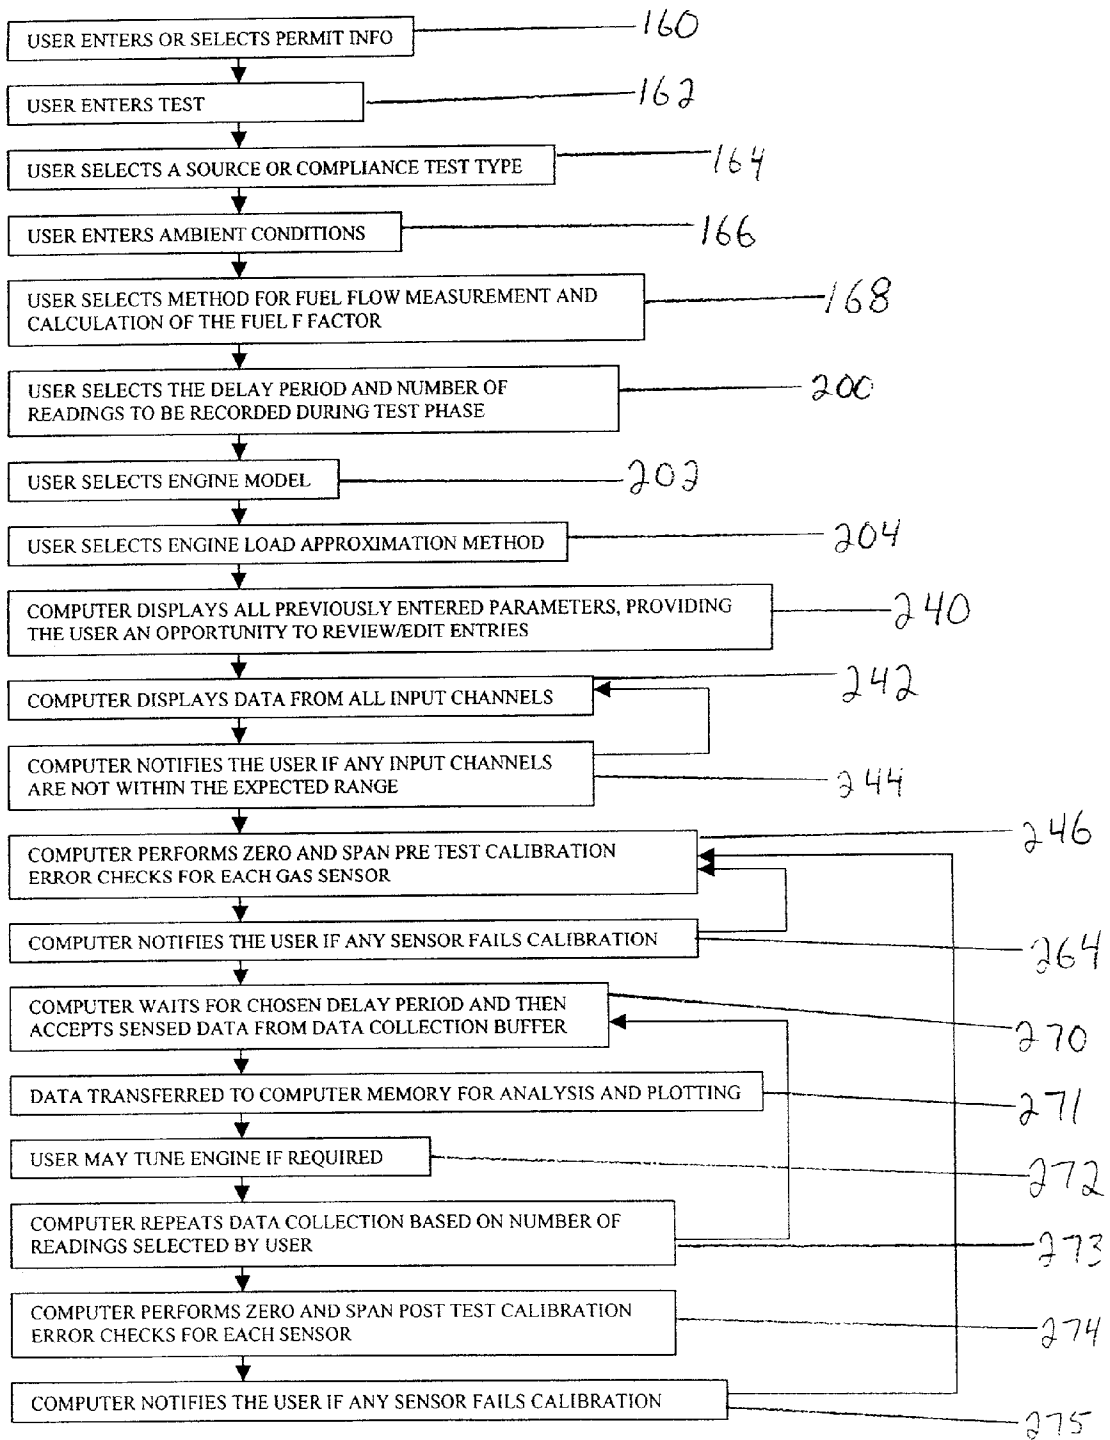 USER ENTERS OR SELECTS PERMIT INFO
160
USER ENTERS TEST
162
USER SELECTS A SOURCE OR COMPLIANCE TEST TYPE
164
USER ENTERS AMBIENT CONDITIONS
166
USER SELECTS METHOD FOR FUEL FLOW MEASUREMENT AND
CALCULATION OF THE FUEL F FACTOR
168
USER SELECTS THE DELAY PERIOD AND NUMBER OF
READINGS TO BE RECORDED DURING TEST PHASE
200
USER SELECTS ENGINE MODEL
202
USER SELECTS ENGINE LOAD APPROXIMATION METHOD
204
COMPUTER DISPLAYS ALL PREVIOUSLY ENTERED PARAMETERS, PROVIDING
THE USER AN OPPORTUNITY TO REVIEW/EDIT ENTRIES
240
COMPUTER DISPLAYS DATA FROM ALL INPUT CHANNELS
242
COMPUTER NOTIFIES THE USER IF ANY INPUT CHANNELS
ARE NOT WITHIN THE EXPECTED RANGE
244
COMPUTER PERFORMS ZERO AND SPAN PRE TEST CALIBRATION
ERROR CHECKS FOR EACH GAS SENSOR
246
COMPUTER NOTIFIES THE USER IF ANY SENSOR FAILS CALIBRATION
264
COMPUTER WAITS FOR CHOSEN DELAY PERIOD AND THEN
ACCEPTS SENSED DATA FROM DATA COLLECTION BUFFER
270
DATA TRANSFERRED TO COMPUTER MEMORY FOR ANALYSIS AND PLOTTING
271
USER MAY TUNE ENGINE IF REQUIRED
272
COMPUTER REPEATS DATA COLLECTION BASED ON NUMBER OF
READINGS SELECTED BY USER
273
COMPUTER PERFORMS ZERO AND SPAN POST TEST CALIBRATION
ERROR CHECKS FOR EACH SENSOR
274
COMPUTER NOTIFIES THE USER IF ANY SENSOR FAILS CALIBRATION
275